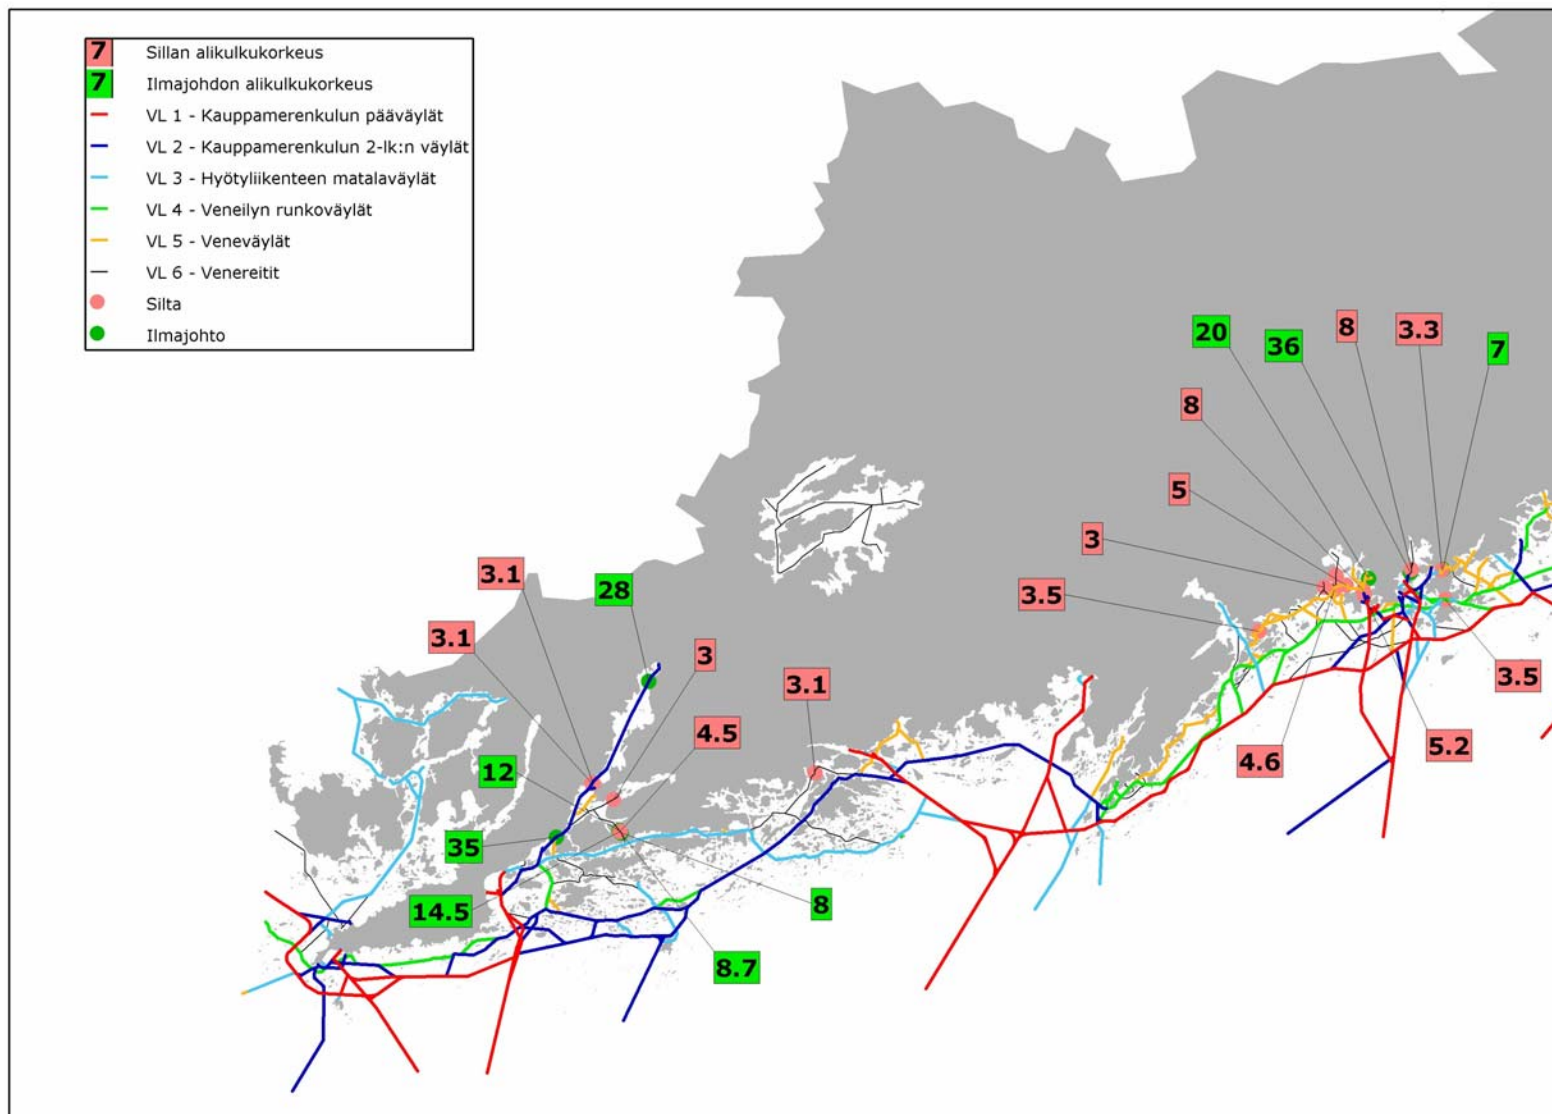 7 Sillan alikulkukorkeus
7 Ilmajohdon alikulkukorkeus
VL 1 - Kauppamerenkulun pääväylät
VL 2 - Kauppamerenkulun 2-lk:n väylät
VL 3 - Hyötyliikenteen matalaväylät
VL 4 - Veneilyn runkoväylät
VL 5 - Veneväylät
VL 6 - Venereitit
Silta
Ilmajohto
20
36
8
3.3
7
8
5
3
3.5
3.1
28
3.1
3
3.1
4.5
12
35
14.5
8
8.7
3.5
5.2
4.6